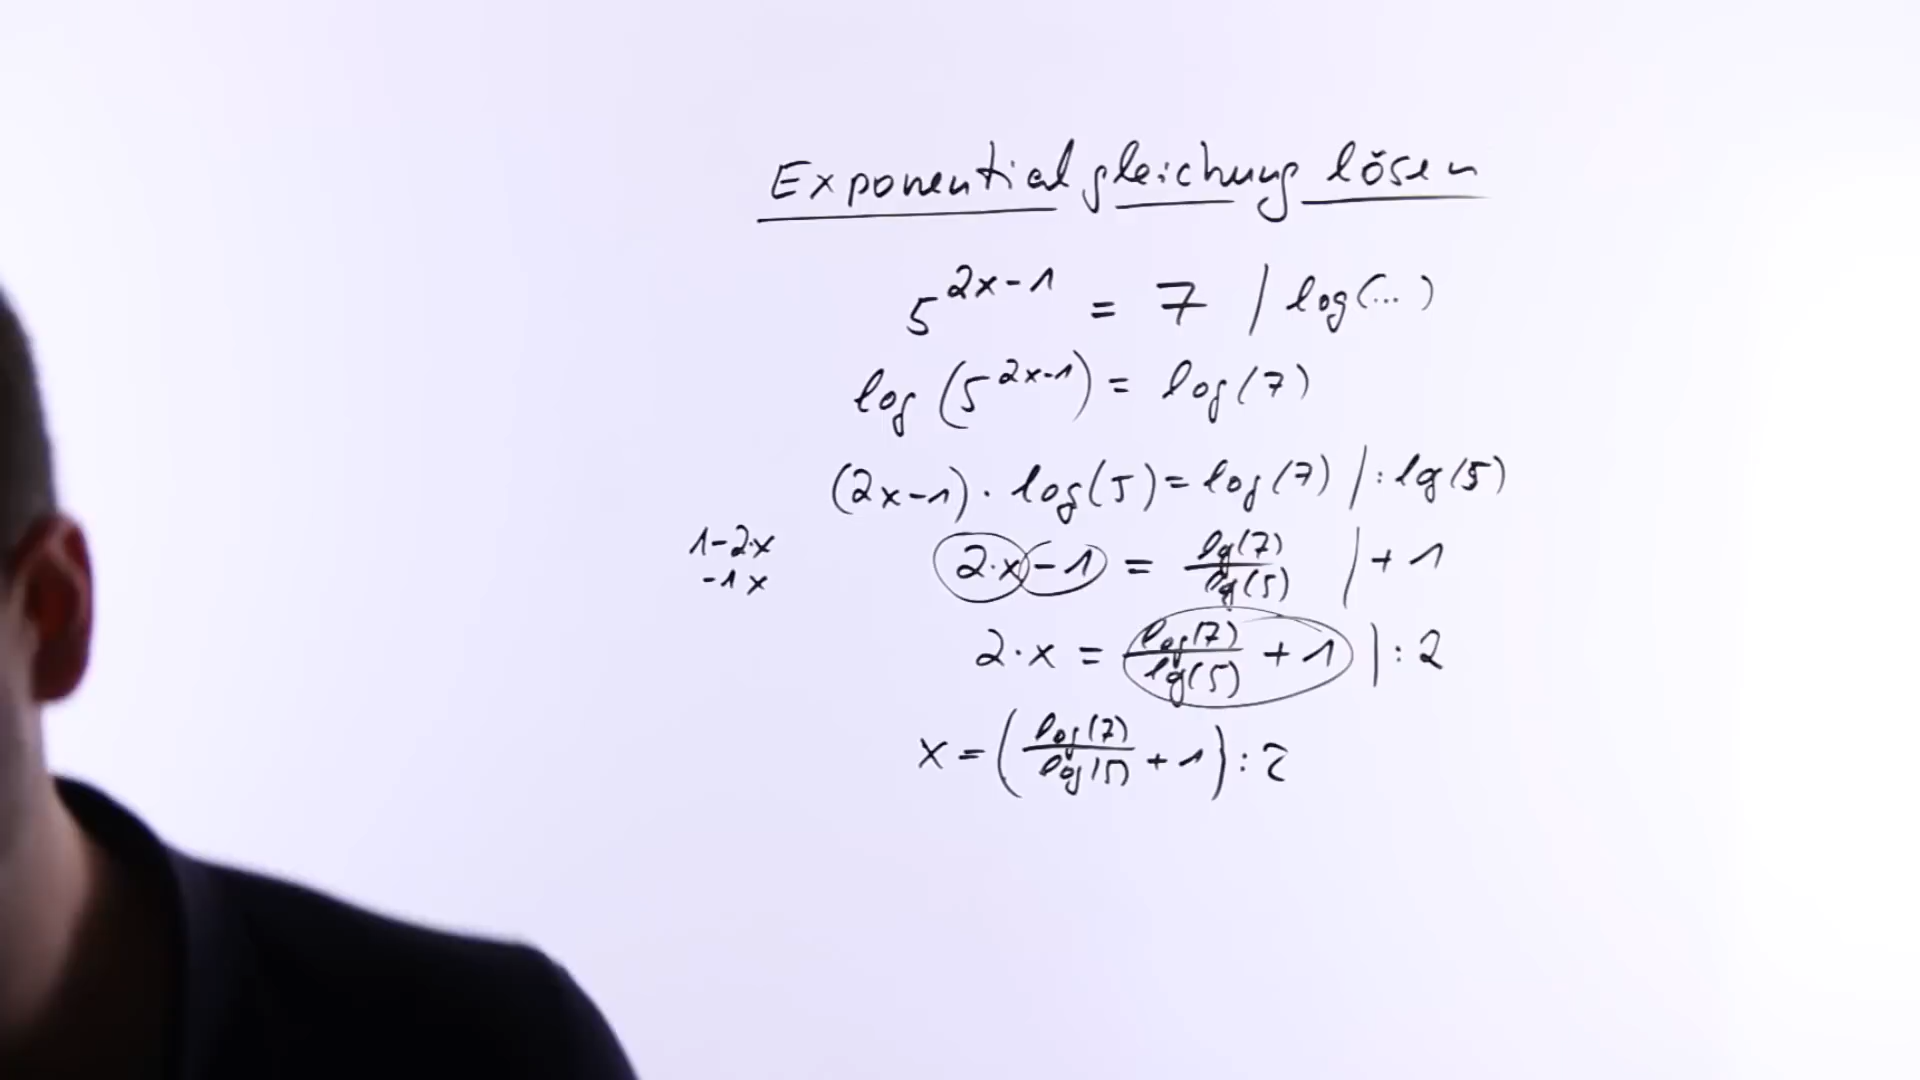 Exponentialgleichung lösen
5^{2x-1} = 7 | log(...)
log (5^{2x-1}) = log(7)
(2x-1) · log(5) = log(7) | : lg(5)
1-2·x
-1x
2·x - 1 = lg(7)/lg(5) | + 1
2·x = log(7)/lg(5) + 1 | : 2
x = (log(7)/log(5) + 1) : 2